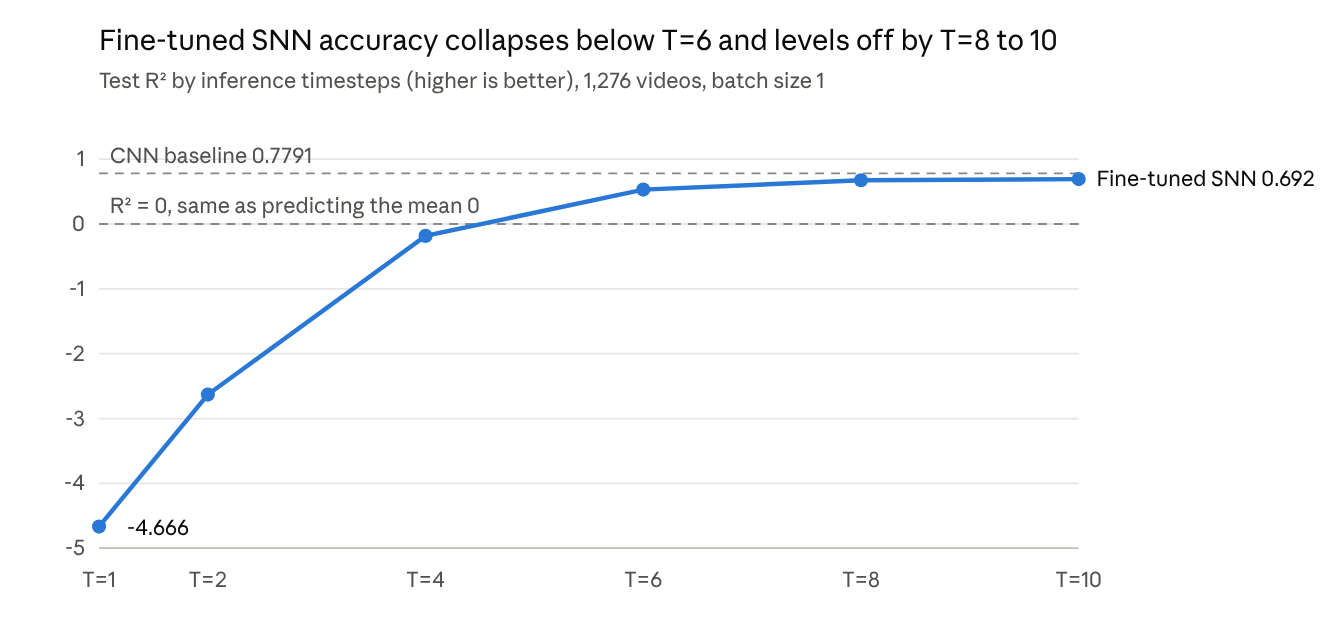 Fine-tuned SNN accuracy collapses below T=6 and levels off by T=8 to 10
Test R² by inference timesteps (higher is better), 1,276 videos, batch size 1
1
CNN baseline 0.7791
Fine-tuned SNN 0.692
R² = 0, same as predicting the mean 0
0
-1
-2
-3
-4
-4.666
-5
T=1 T=2 T=4 T=6 T=8 T=10